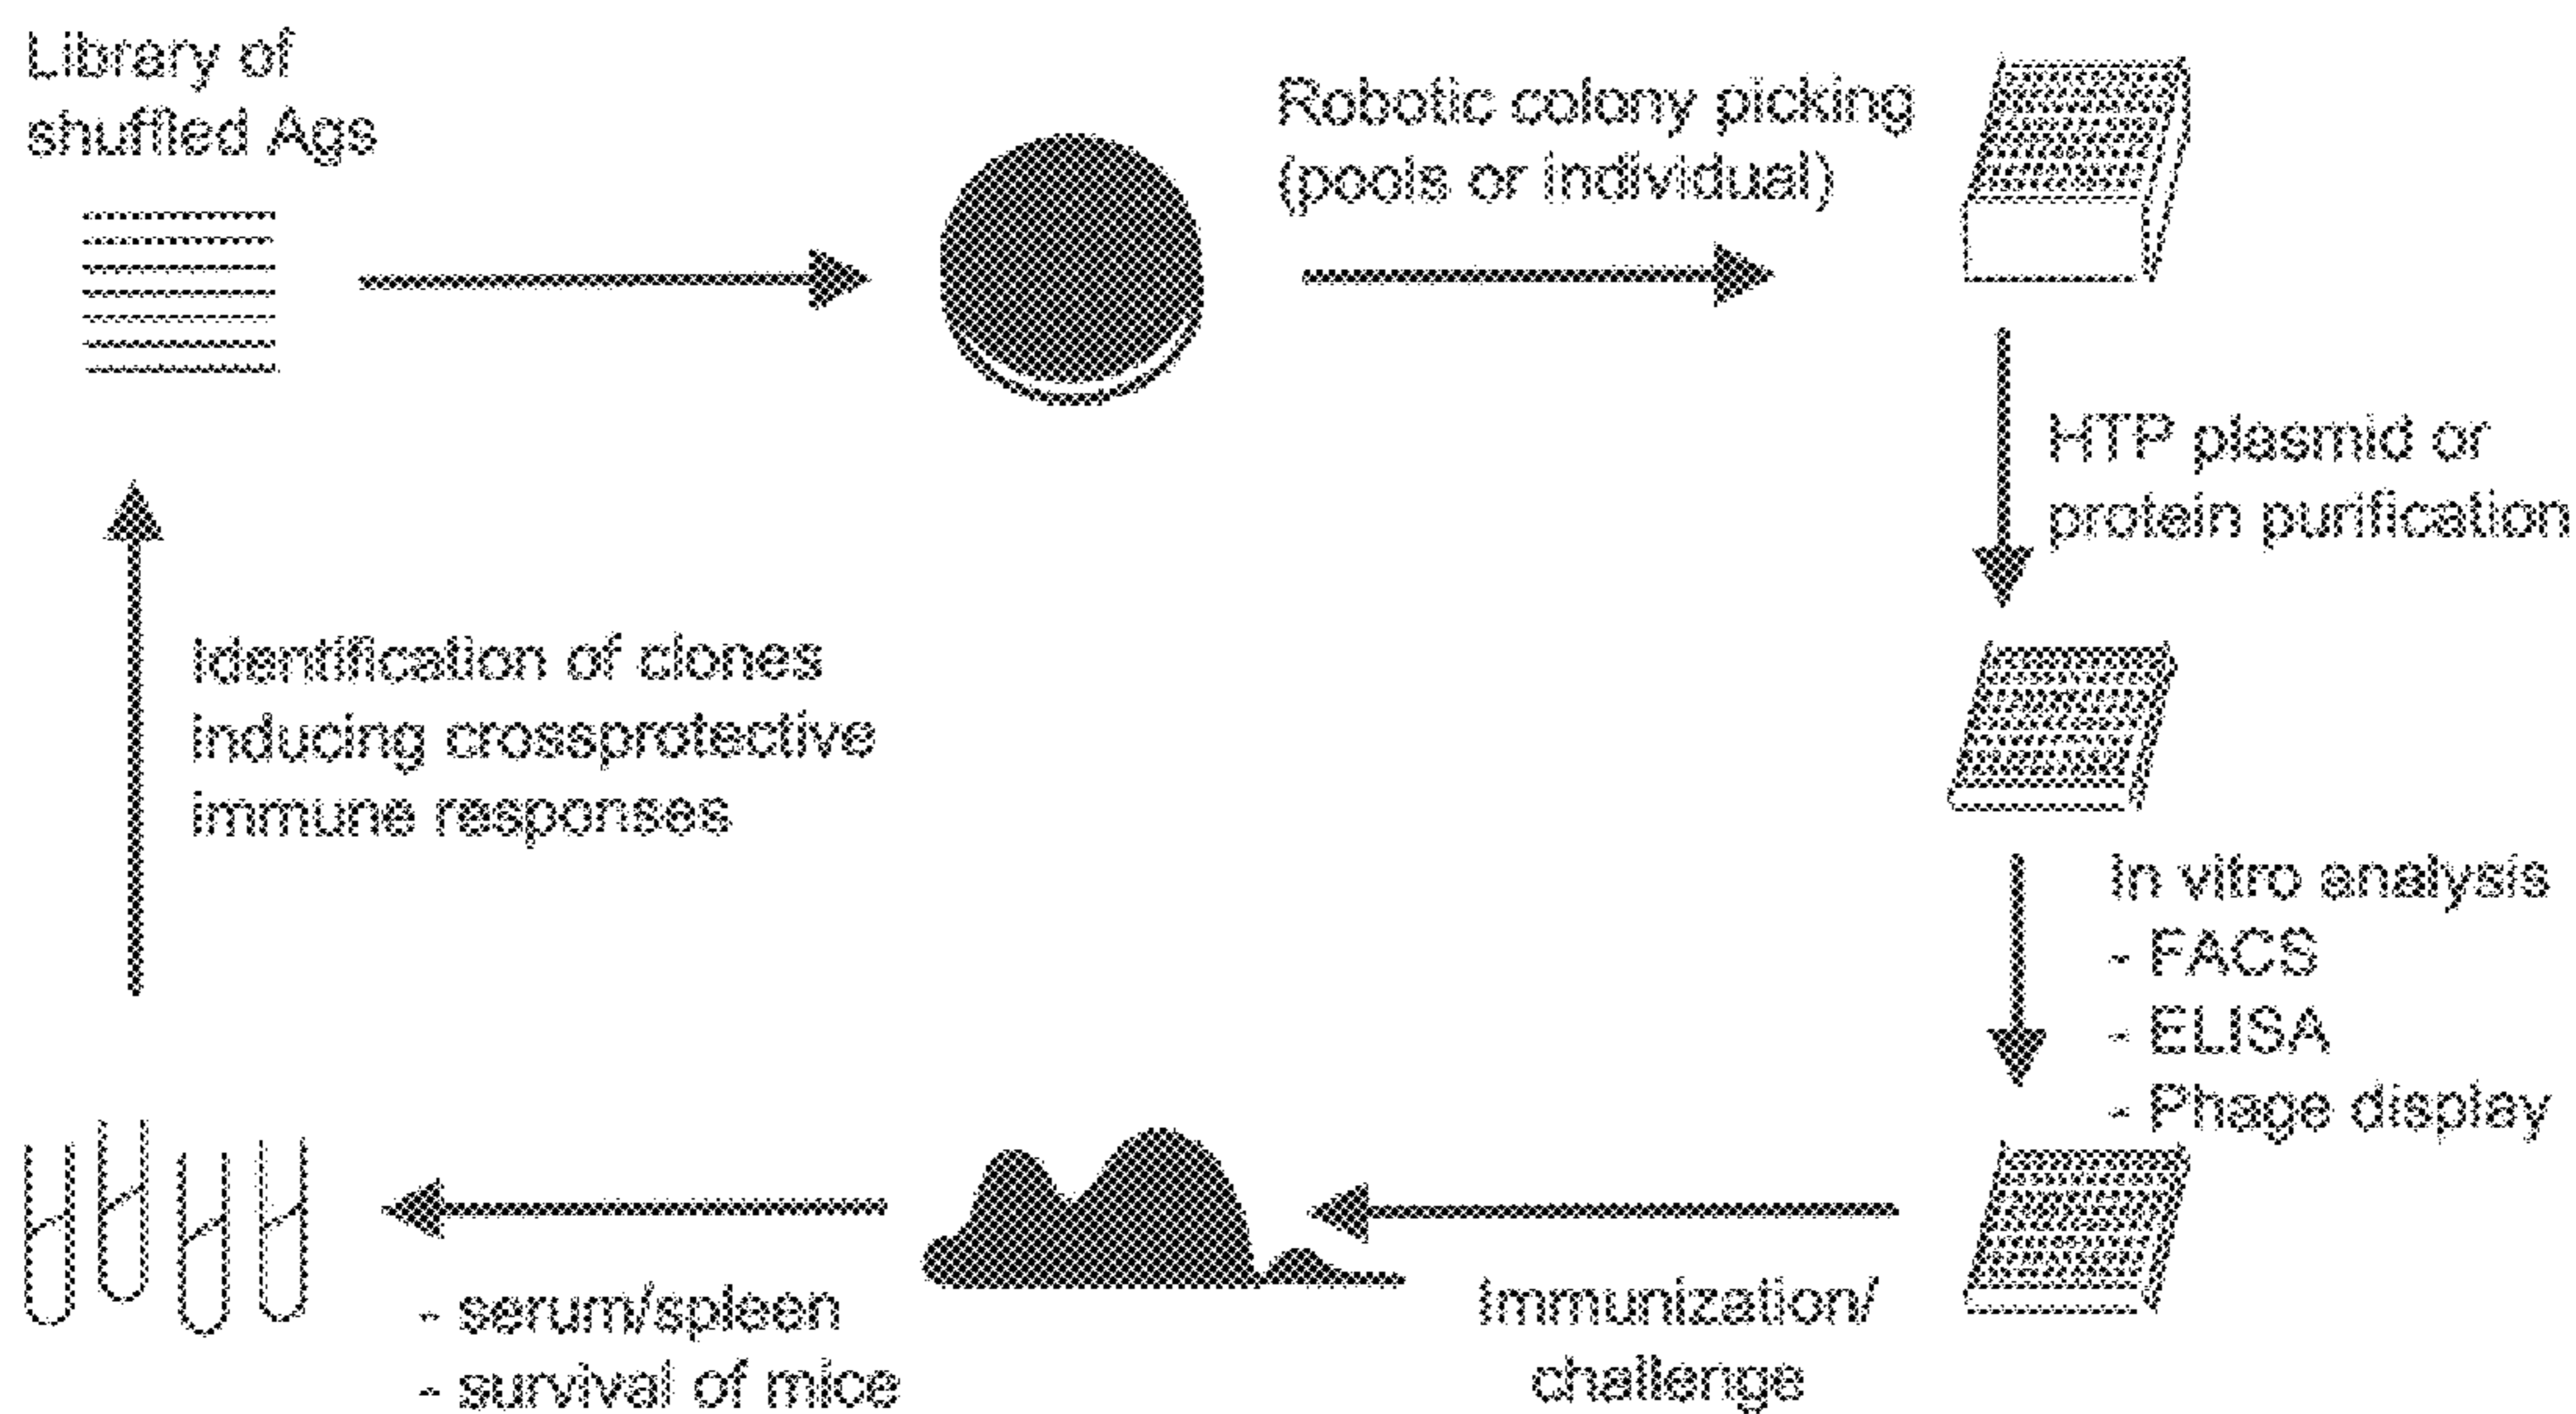 Library of
shuffled Ags
Robotic colony picking
(pools or individual)
HTP plasmid or
protein purification
In vitro analysis
- FACS
- ELISA
- Phage display
Immunization/
challenge
- serum/spleen
- survival of mice
Identification of clones
inducing crossprotective
immune responses